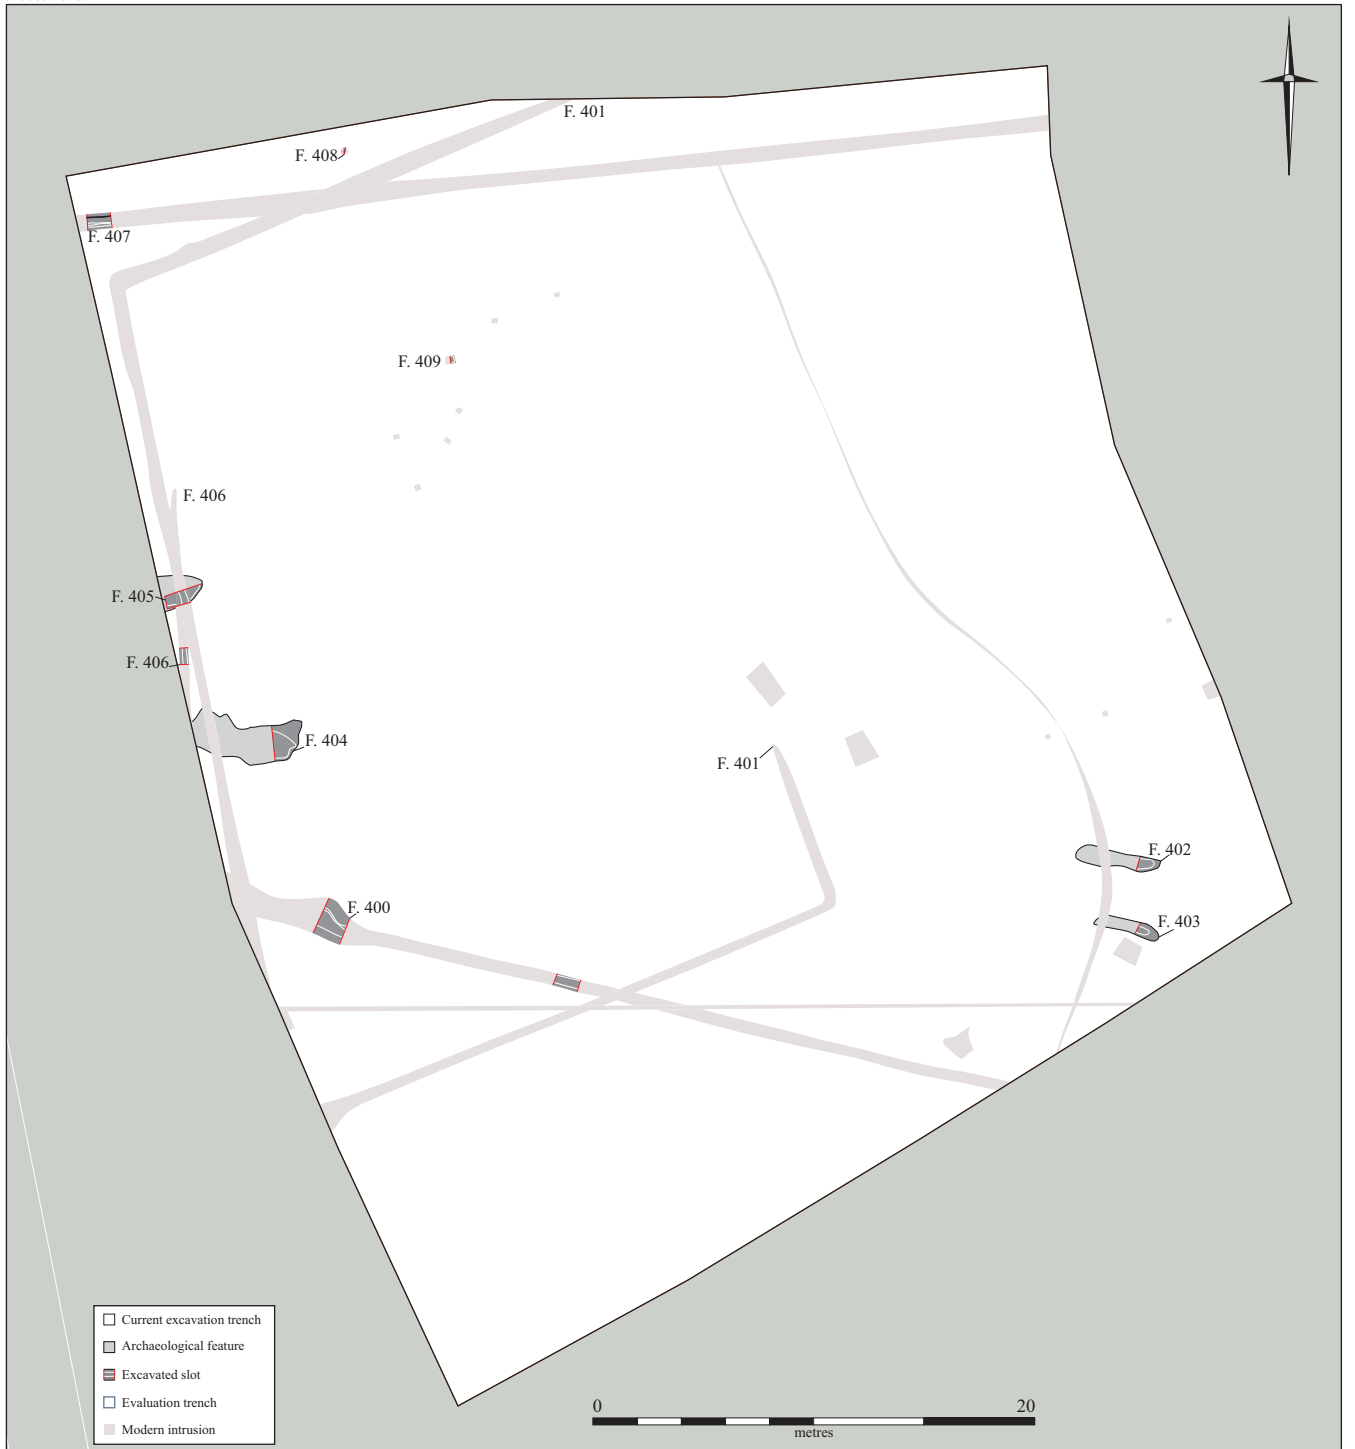 F. 401
F. 408
F. 407
F. 409
F. 406
F. 405
F. 406
F. 404
F. 401
F. 402
F. 400
F. 403
Current excavation trench
Archaeological feature
Excavated slot
Evaluation trench
Modern intrusion
0 20
metres